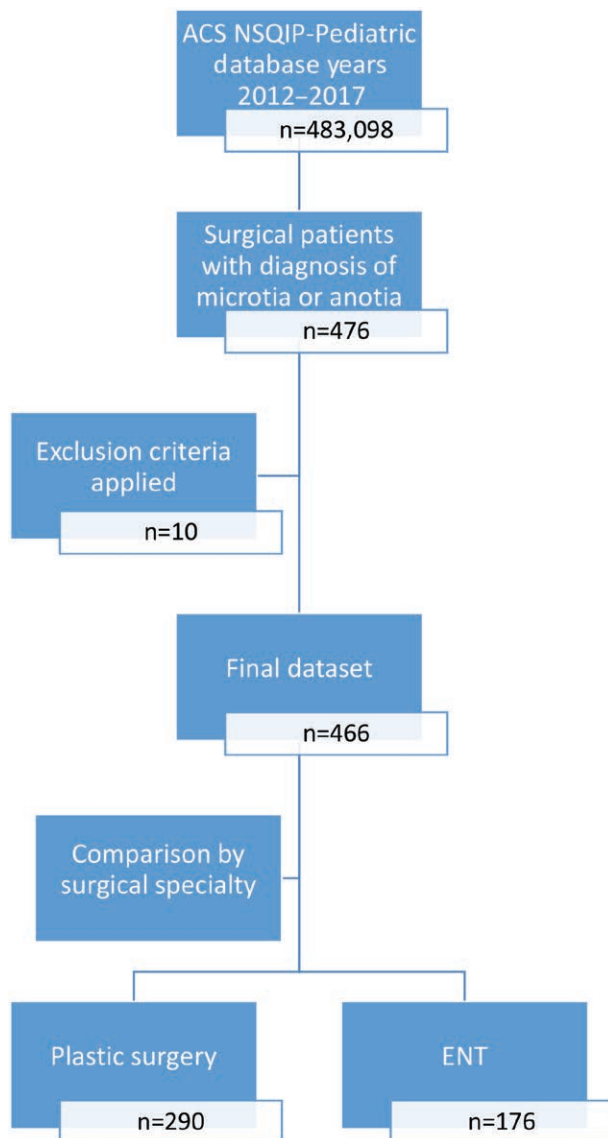 ACS NSQIP-Pediatric
database years
2012–2017
n=483,098
Surgical patients
with diagnosis of
microtia or anotia
n=476
Exclusion criteria
applied
n=10
Final dataset
n=466
Comparison by
surgical specialty
Plastic surgery
n=290
ENT
n=176